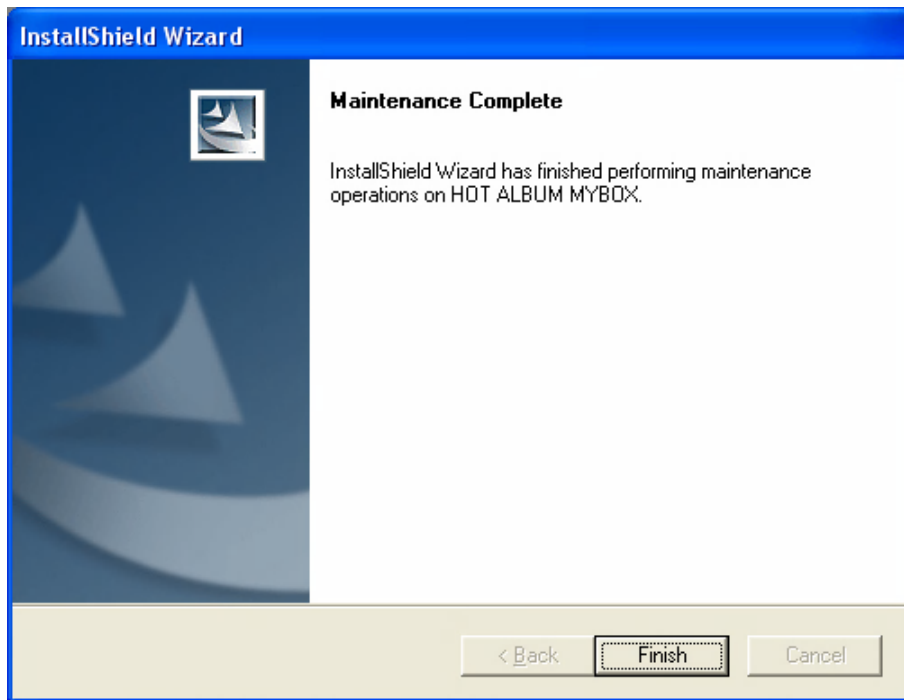 InstallShield Wizard
Maintenance Complete
InstallShield Wizard has finished performing maintenance
operations on HOT ALBUM MYBOX.
< Back
Finish
Cancel